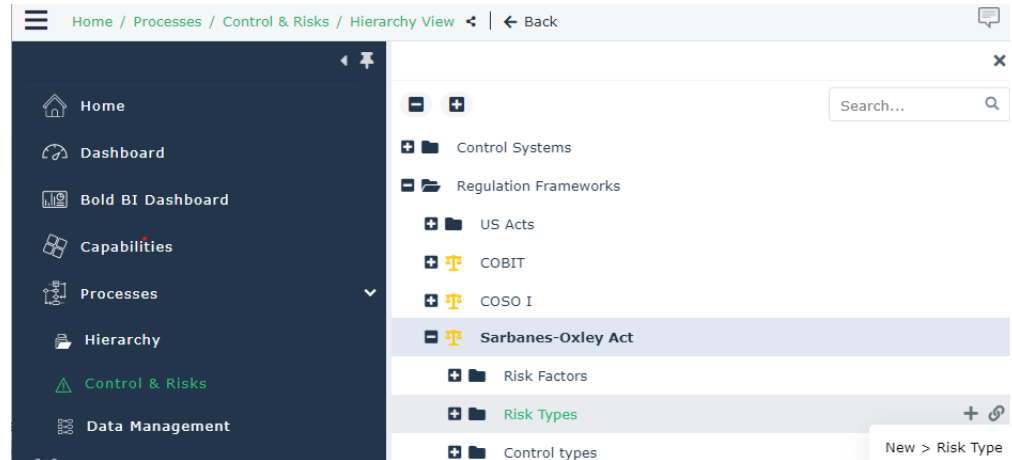 Home / Processes / Control & Risks / Hierarchy View Back
Home
Dashboard
Bold BI Dashboard
Capabilities
Processes
Hierarchy
Control & Risks
Data Management
Search...
Control Systems
Regulation Frameworks
US Acts
COBIT
COSO I
Sarbanes-Oxley Act
Risk Factors
Risk Types
New > Risk Type
Control types